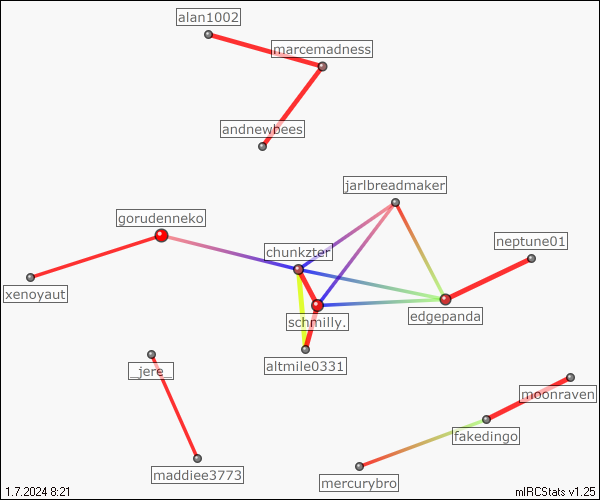 alan1002
marcemadness
andnewbees
jarlbreadmaker
gorudenneko
neptune01
chunkzter
xenoyaut
schmilly.
edgepanda
altmile0331
_jere_
moonraven
fakedingo
maddiee3773
mercurybro
1.7.2024 8:21
mIRCStats v1.25